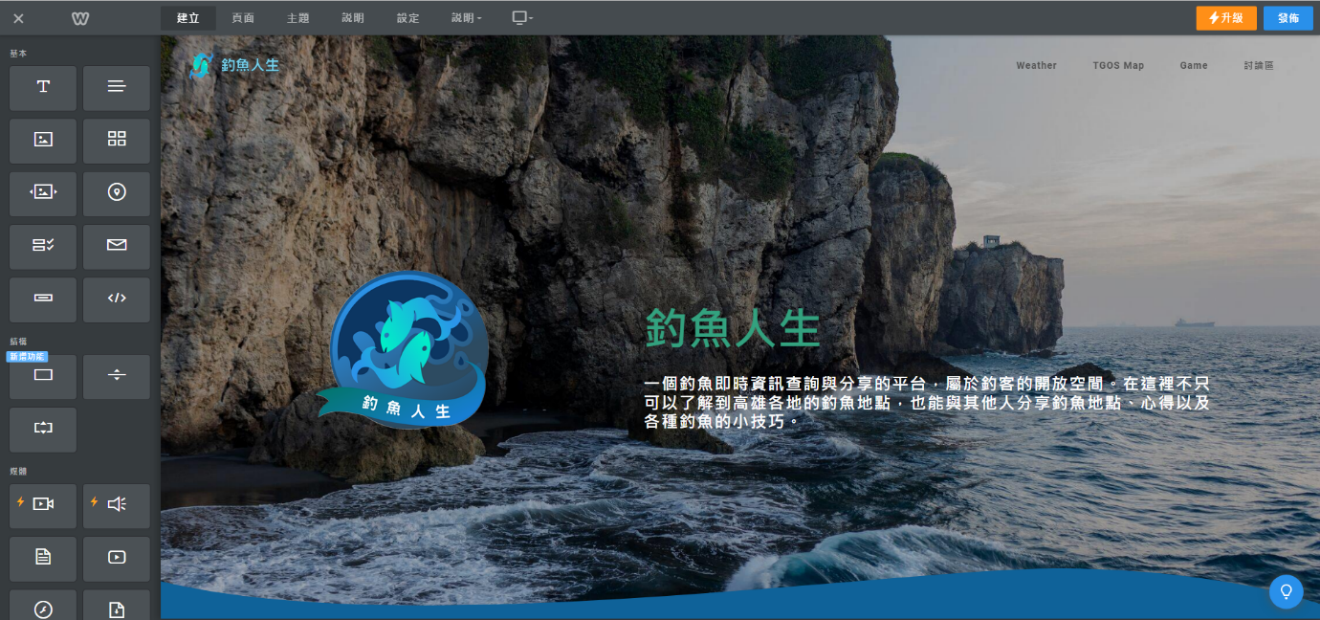 建立
頁面
主題
說明
設定
說明
升級
發佈
基本
結構
新增功能
媒體
釣魚人生
Weather
TGOS Map
Game
討論區
釣魚人生
釣魚人生
一個釣魚即時資訊查詢與分享的平台，屬於釣客的開放空間。在這裡不只
可以了解到高雄各地的釣魚地點，也能與其他人分享釣魚地點、心得以及
各種釣魚的小技巧。